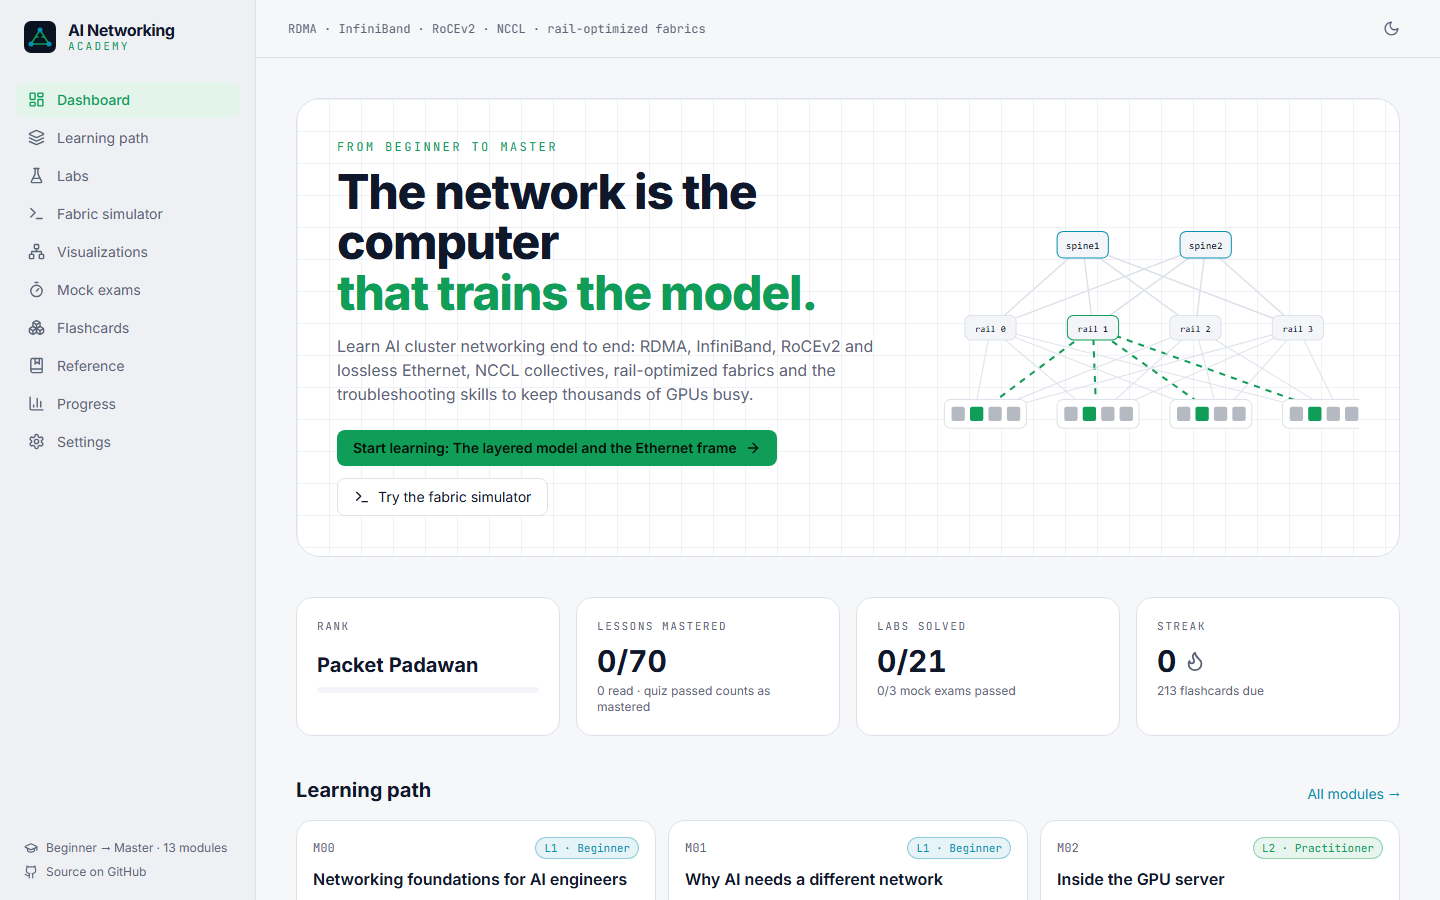 AI Networking
ACADEMY
Dashboard
Learning path
Labs
Fabric simulator
Visualizations
Mock exams
Flashcards
Reference
Progress
Settings
Beginner → Master · 13 modules
Source on GitHub
RDMA · InfiniBand · RoCEv2 · NCCL · rail-optimized fabrics
FROM BEGINNER TO MASTER
The network is the
computer
that trains the model.
Learn AI cluster networking end to end: RDMA, InfiniBand, RoCEv2 and
lossless Ethernet, NCCL collectives, rail-optimized fabrics and the
troubleshooting skills to keep thousands of GPUs busy.
Start learning: The layered model and the Ethernet frame →
Try the fabric simulator
spine1
spine2
rail 0
rail 1
rail 2
rail 3
RANK
Packet Padawan
LESSONS MASTERED
0/70
0 read · quiz passed counts as
mastered
LABS SOLVED
0/21
0/3 mock exams passed
STREAK
0
213 flashcards due
Learning path
All modules →
M00
L1 · Beginner
Networking foundations for AI engineers
M01
L1 · Beginner
Why AI needs a different network
M02
L2 · Practitioner
Inside the GPU server